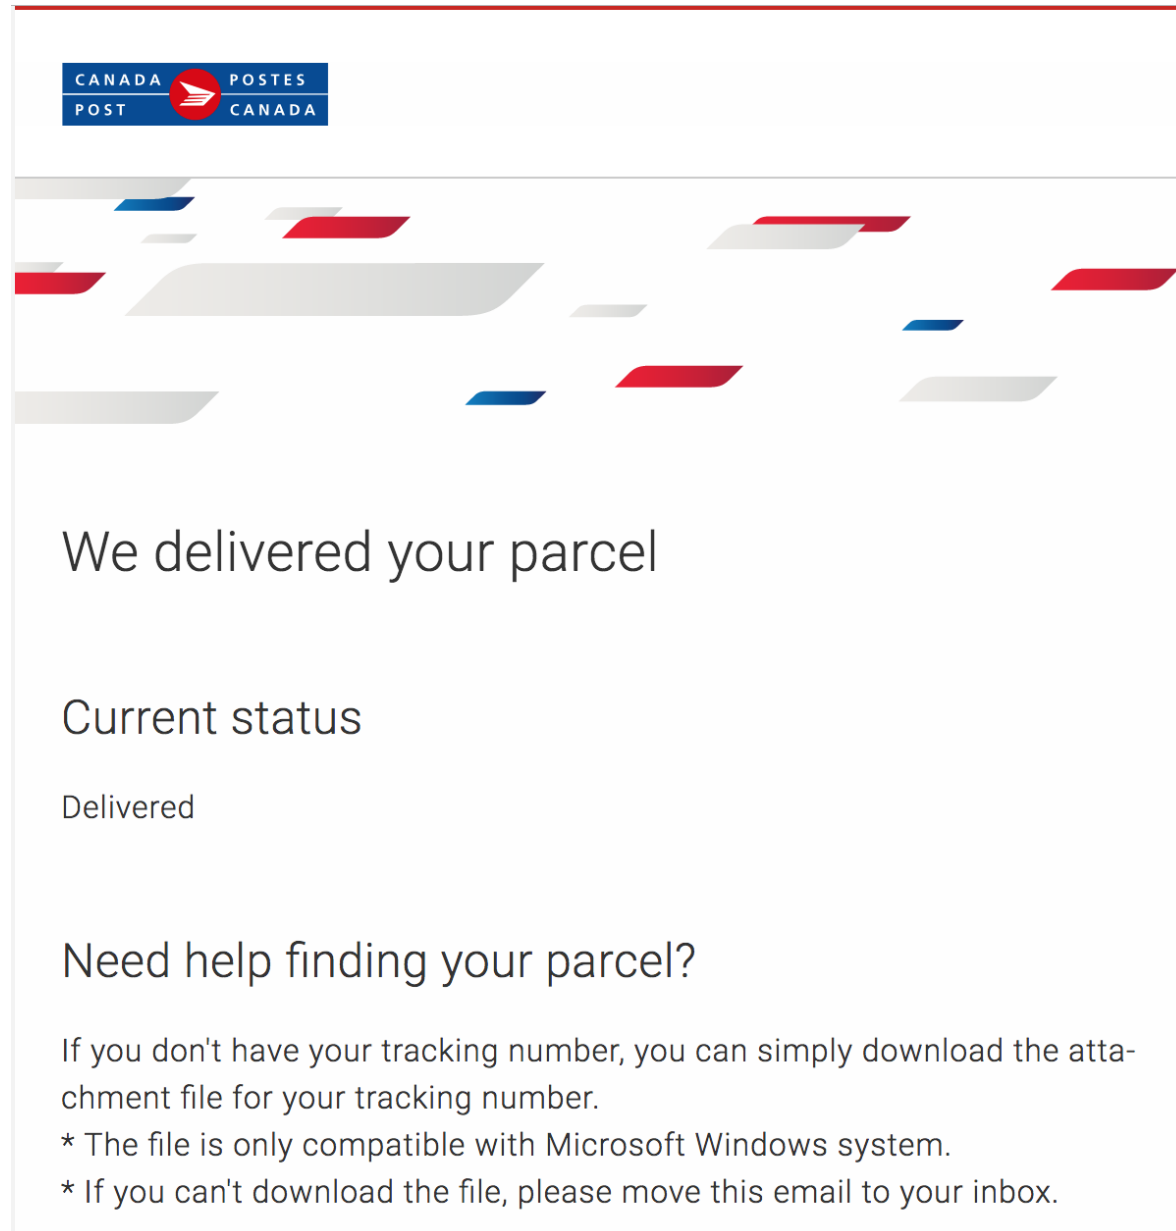 CANADA POSTES
POST CANADA
We delivered your parcel
Current status
Delivered
Need help finding your parcel?
If you don't have your tracking number, you can simply download the atta-
chment file for your tracking number.
* The file is only compatible with Microsoft Windows system.
* If you can't download the file, please move this email to your inbox.